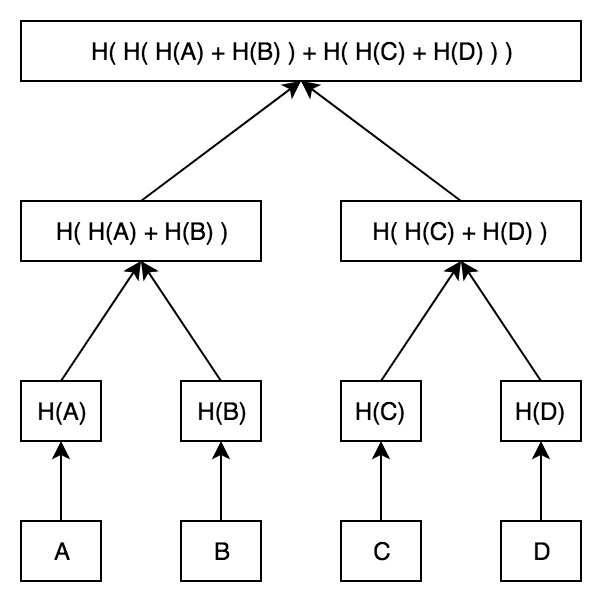 H( H( H(A) + H(B) ) + H( H(C) + H(D) ) )
H( H(A) + H(B) )
H( H(C) + H(D) )
H(A)
H(B)
H(C)
H(D)
A
B
C
D